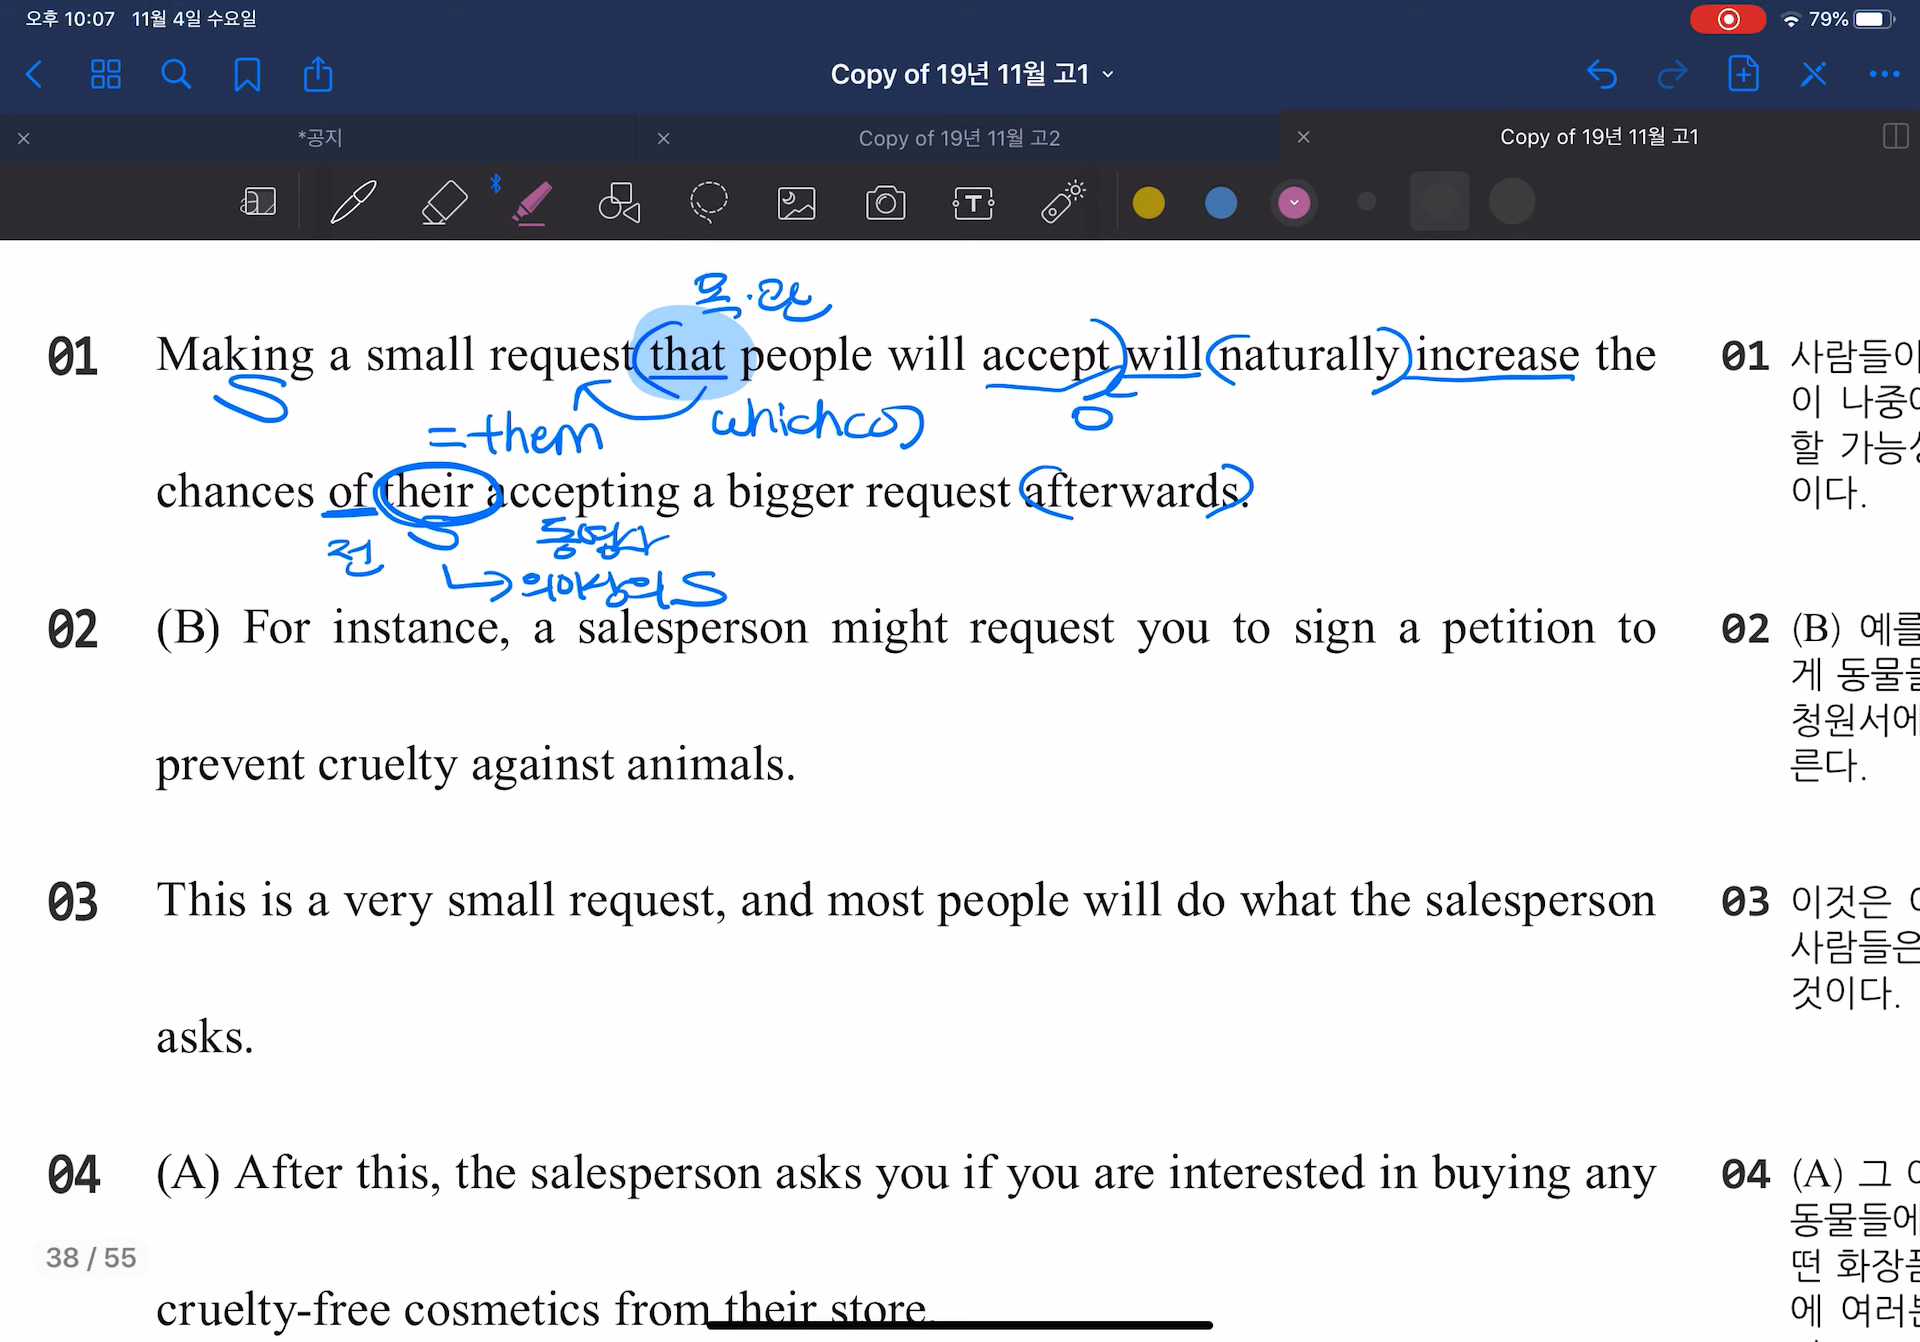 오후 10:07 11월 4일 수요일
79%
Copy of 19년 11월 고1
*공지
Copy of 19년 11월 고2
Copy of 19년 11월 고1
목.관
01 Making a small request that people will accept will naturally increase the
S
O
= them
which(O)
chances of their accepting a bigger request afterwards.
전
S
동명사
의미상의 S
02 (B) For instance, a salesperson might request you to sign a petition to
prevent cruelty against animals.
03 This is a very small request, and most people will do what the salesperson
asks.
04 (A) After this, the salesperson asks you if you are interested in buying any
cruelty-free cosmetics from their store.
38 / 55
01 사람들이
이 나중에
할 가능성
이다.
02 (B) 예를
게 동물들
청원서에
른다.
03 이것은
사람들은
것이다.
04 (A) 그
동물들에
떤 화장품
에 여러분